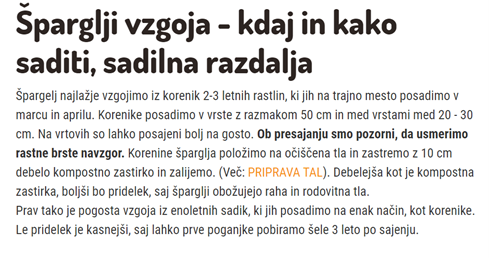 Šparglji vzgoja – kdaj in kako
saditi, sadilna razdalja
Špargelj najlažje vzgojimo iz korenik 2-3 letnih rastlin, ki jih na trajno mesto posadimo v
marcu in aprilu. Korenike posadimo v vrste z razmakom 50 cm in med vrstami med 20 - 30
cm. Na vrtovih so lahko posajeni bolj na gosto. Ob presajanju smo pozorni, da usmerimo
rastne brste navzgor. Korenine šparglja položimo na očiščena tla in zastremo z 10 cm
debelo kompostno zastirko in zalijemo. (Več: PRIPRAVA TAL). Debelejša kot je kompostna
zastirka, boljši bo pridelek, saj šparglji obožujejo raha in rodovitna tla.
Prav tako je pogosta vzgoja iz enoletnih sadik, ki jih posadimo na enak način, kot korenike.
Le pridelek je kasnejši, saj lahko prve poganjke pobiramo šele 3 leto po sajenju.